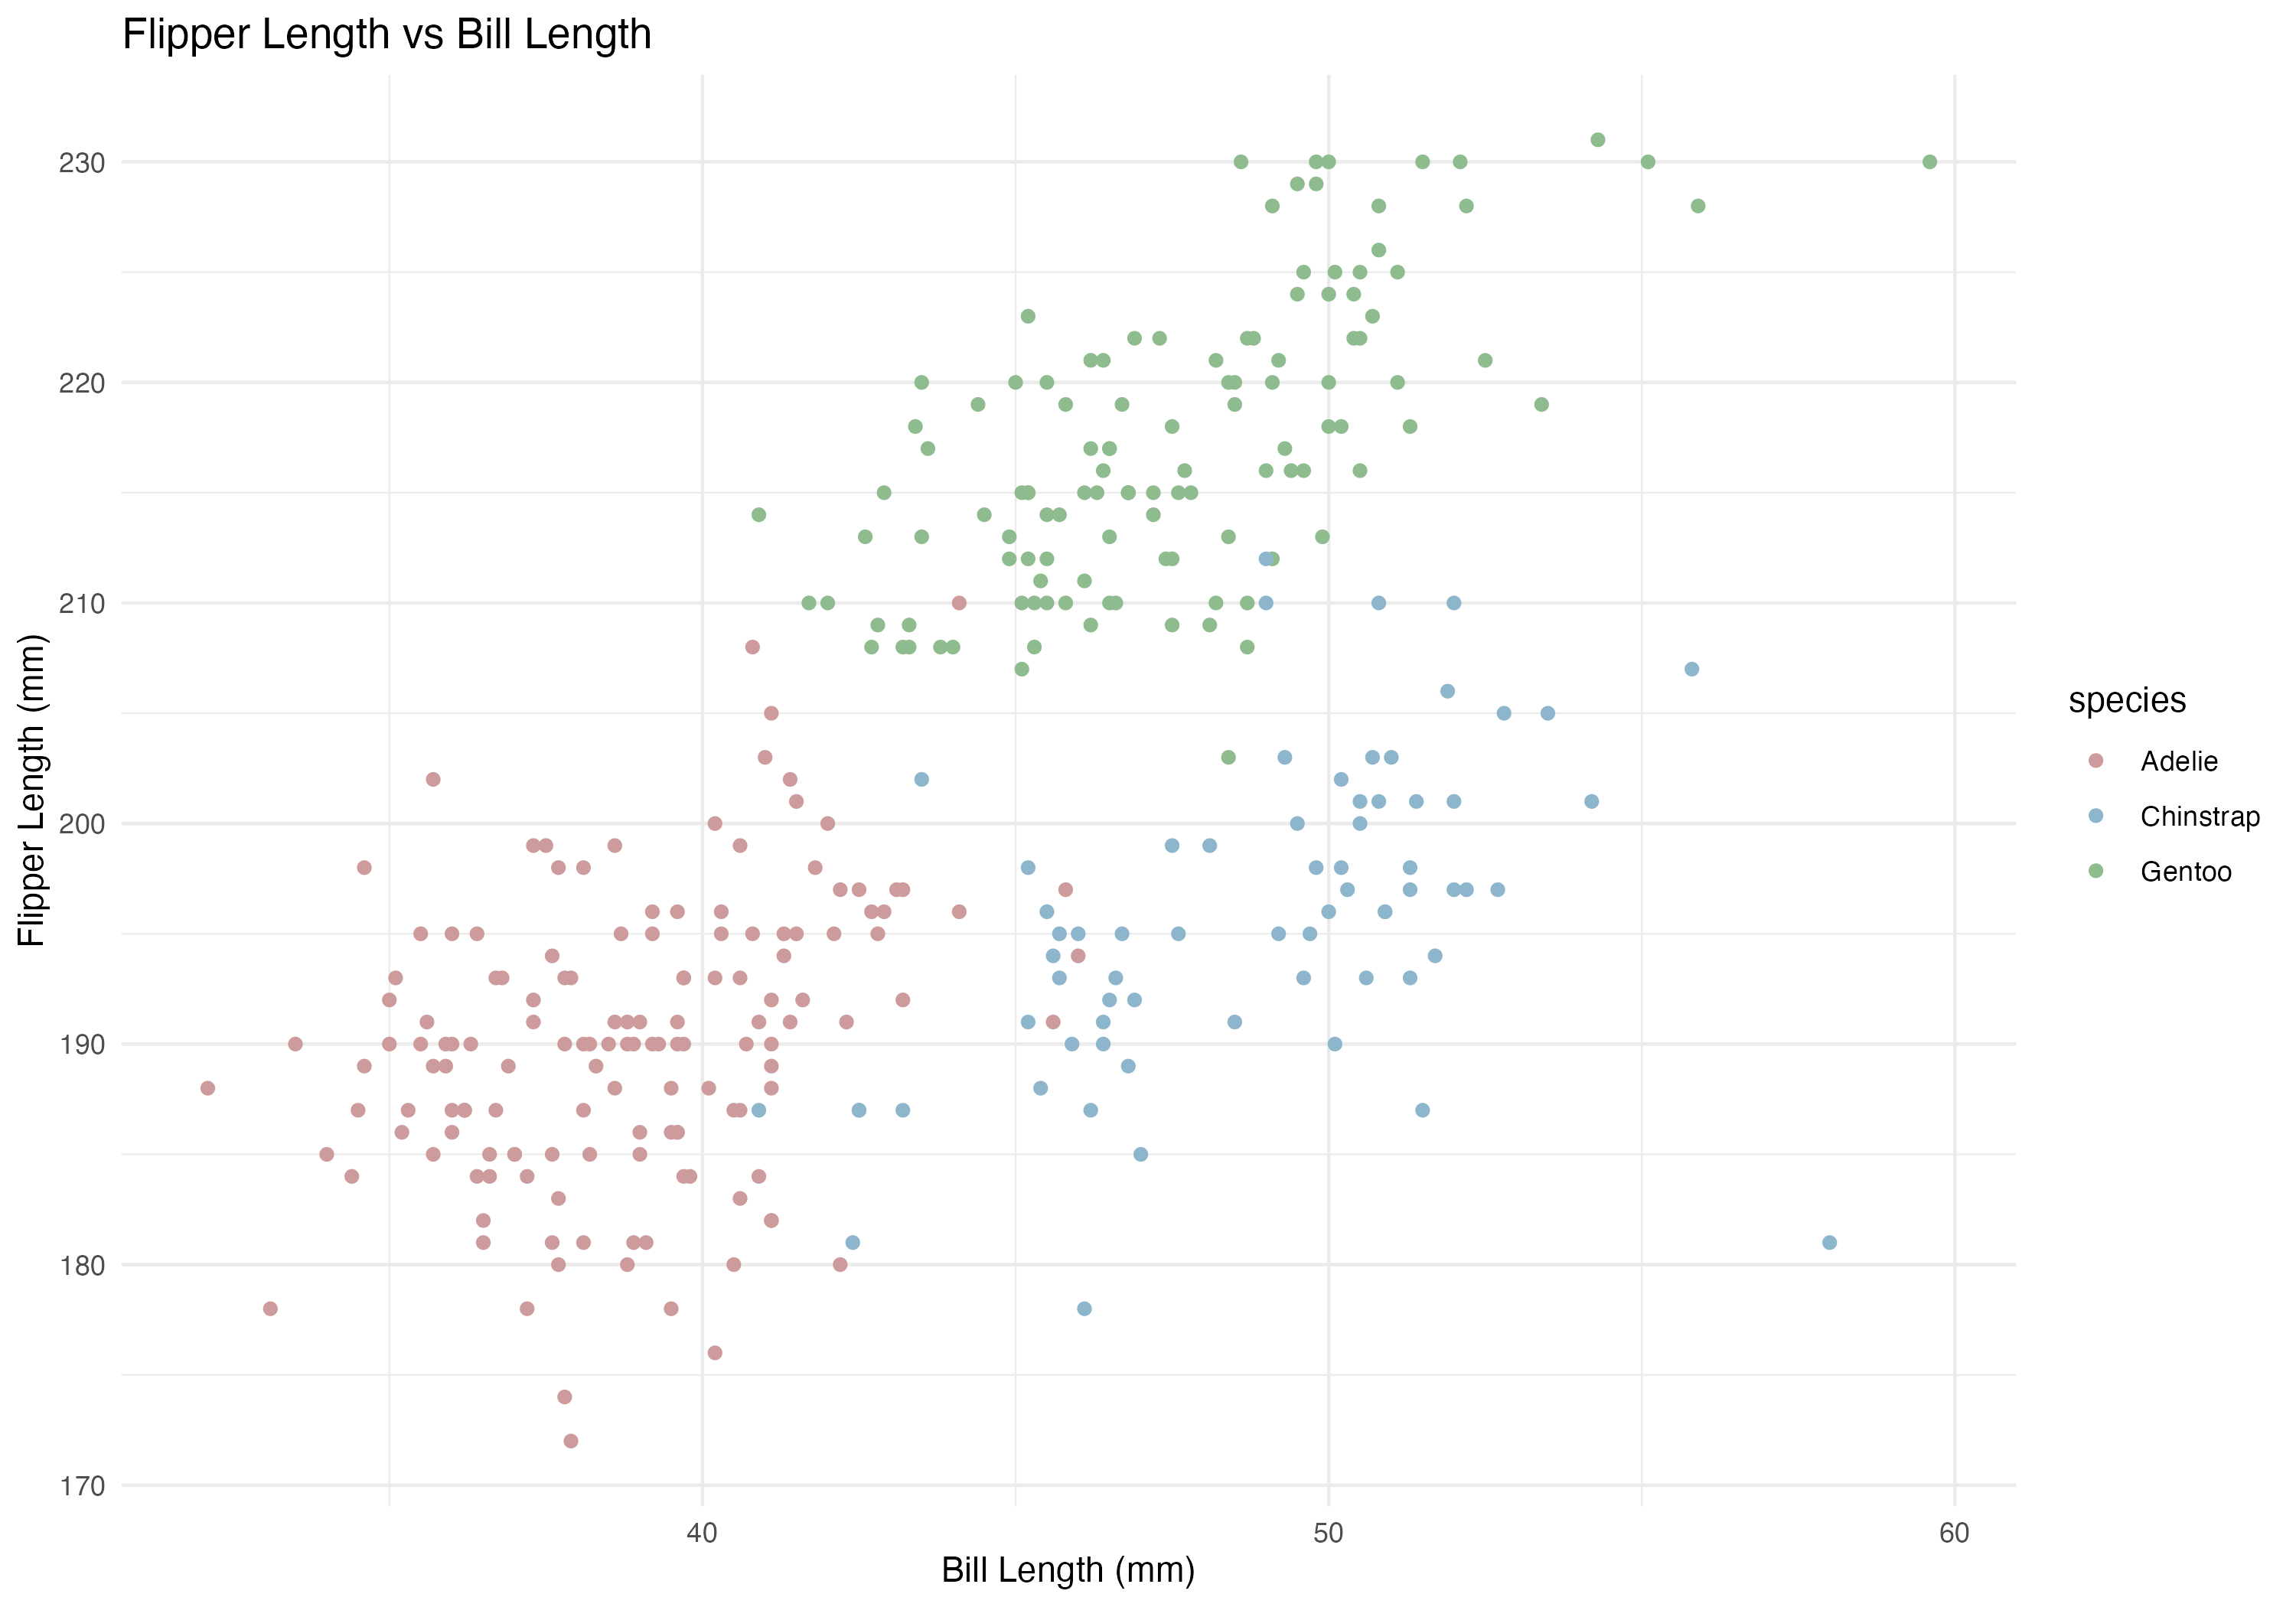 Flipper Length vs Bill Length
230
220
210
200
190
180
170
Flipper Length (mm)
40
50
60
Bill Length (mm)
species
Adelie
Chinstrap
Gentoo